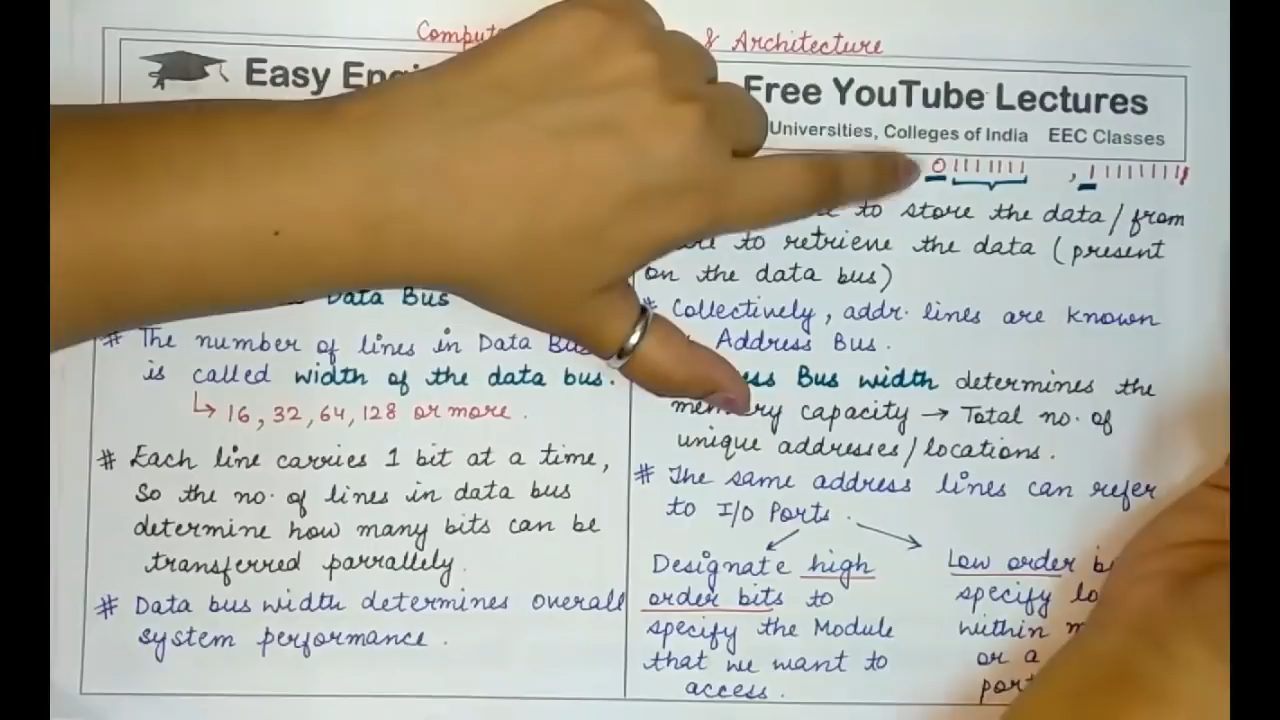 & Architecture
Easy
Free YouTube Lectures
Universities, Colleges of India EEC Classes
01111111 , 11111111
to store the data / from
to retrieve the data ( present
on the data bus )
Data Bus
# The number of lines in Data
is called width of the data bus.
↳ 16, 32, 64, 128 or more .
# Each line carries 1 bit at a time,
So the no. of lines in data bus
determine how many bits can be
transferred parrallely .
# Data bus width determines overall
system performance .
# Collectively , addr. lines are known
Address Bus .
Bus width determines the
memory capacity → Total no. of
unique addresses / locations .
# The same address lines can refer
to I/O Ports .
Designate high
order bits to
specify the Module
that we want to
access .
Low order
specify
within
or a